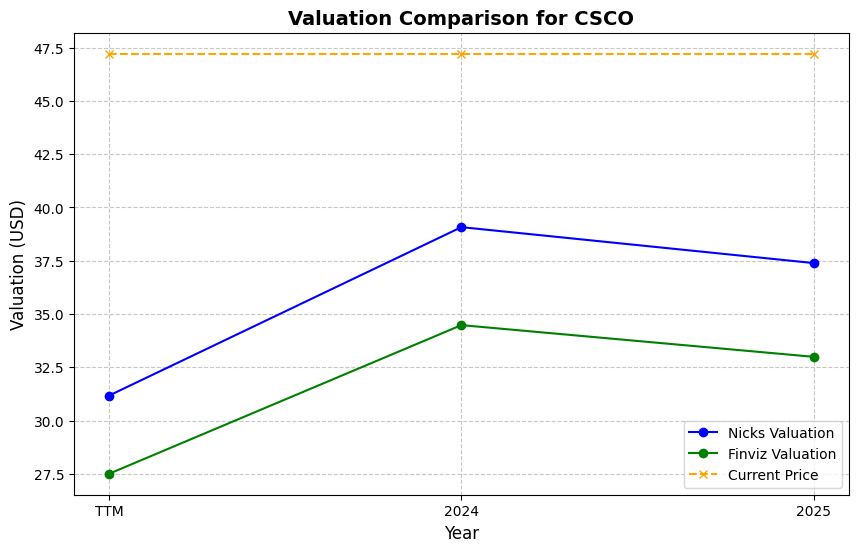 Valuation Comparison for CSCO
47.5
45.0
42.5
40.0
37.5
35.0
32.5
30.0
27.5
Valuation (USD)
TTM
2024
2025
Year
Nicks Valuation
Finviz Valuation
Current Price